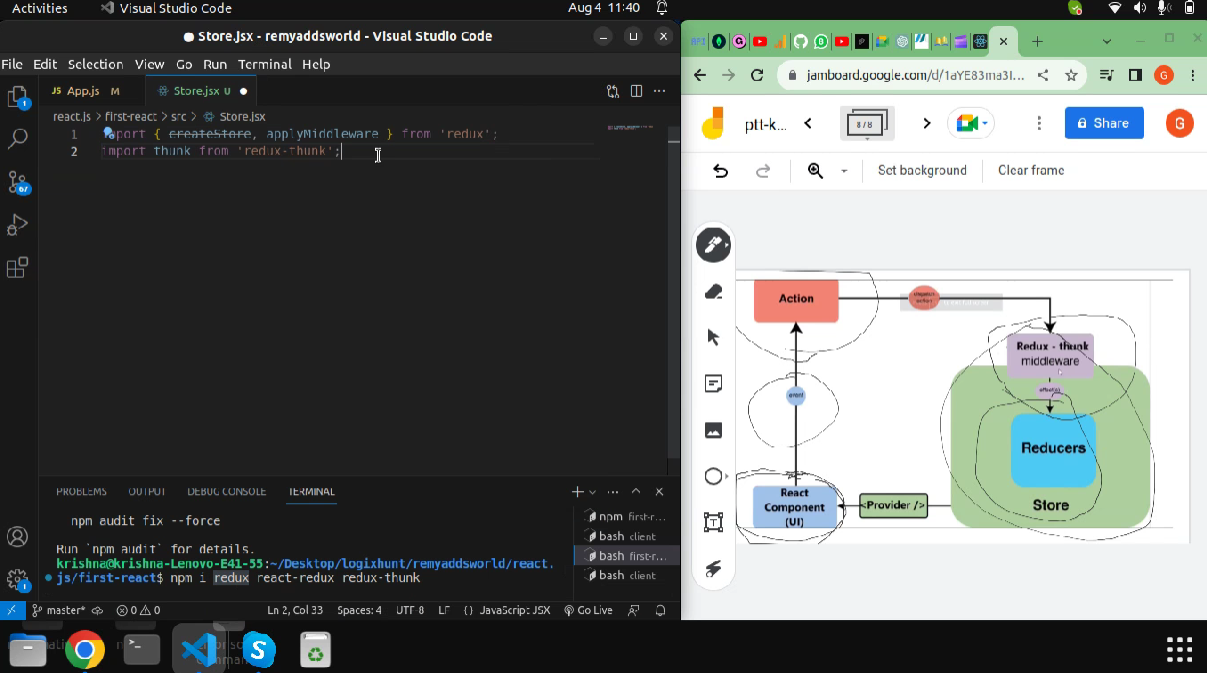 Activities
Visual Studio Code
Aug 4 11:40
Store.jsx - remyaddsworld - Visual Studio Code
File Edit Selection View Go Run Terminal Help
JS App.js M
Store.jsx U
react.js > first-react > src > Store.jsx
1 import { createStore, applyMiddleware } from 'redux';
2 import thunk from 'redux-thunk';
1
67
1
PROBLEMS OUTPUT DEBUG CONSOLE TERMINAL
npm audit fix --force
Run `npm audit` for details.
krishna@krishna-Lenovo-E41-55:~/Desktop/logixhunt/remyaddsworld/react.
js/first-react$ npm i redux react-redux redux-thunk
npm first-r...
bash client
bash first-r...
bash client
master* 0 0 Ln 2, Col 33 Spaces: 4 UTF-8 LF {} JavaScript JSX Go Live
jamboard.google.com/d/1aYE83ma3I...
G
ptt-k...
8/8
Share
G
Set background
Clear frame
Action
Redux - thunk
middleware
event
Reducers
React
Component
(UI)
<Provider />
Store